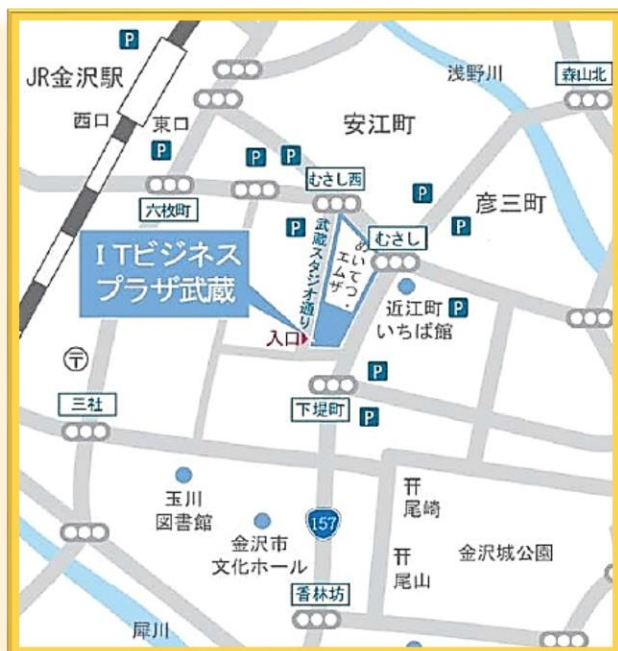 P
JR金沢駅
西口
東口
P
浅野川
森山北
安江町
P
P
むさし西
六枚町
P
彦三町
P
P
むさし
武蔵スタジオ通り
めいてつ・
エムザ
ITビジネス
プラザ武蔵
近江町
いちば館
P
入口
〒
P
下堤町
P
三社
玉川
図書館
157
金沢市
文化ホール
尾崎
尾山
金沢城公園
香林坊
犀川